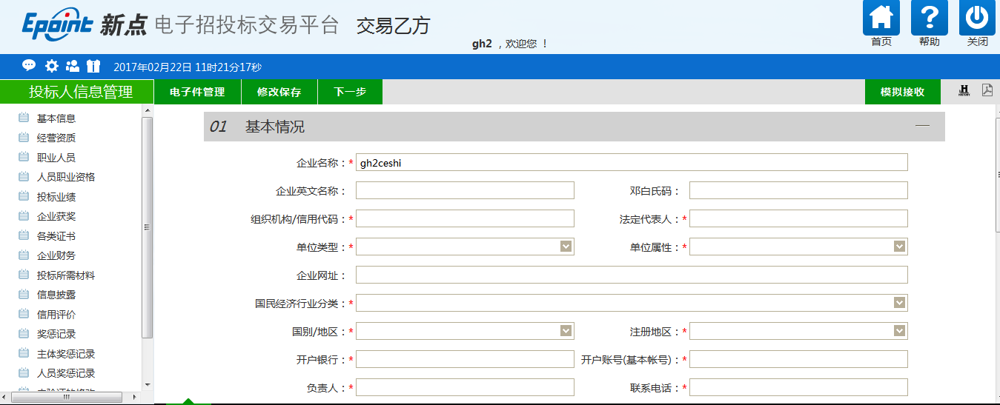 Epoint 新点 电子招投标交易平台 交易乙方
gh2 ，欢迎您 ！
首页 帮助 关闭
2017年02月22日 11时21分17秒
投标人信息管理
电子件管理 修改保存 下一步 模拟接收
基本信息
经营资质
职业人员
人员职业资格
投标业绩
企业获奖
各类证书
企业财务
投标所需材料
信息披露
信用评价
奖惩记录
主体奖惩记录
人员奖惩记录
01 基本情况
企业名称：* gh2ceshi
企业英文名称： 邓白氏码：
组织机构/信用代码：* 法定代表人：*
单位类型：* 单位属性：*
企业网址：
国民经济行业分类：*
国别/地区：* 注册地区：*
开户银行：* 开户账号(基本帐号)：*
负责人：* 联系电话：*